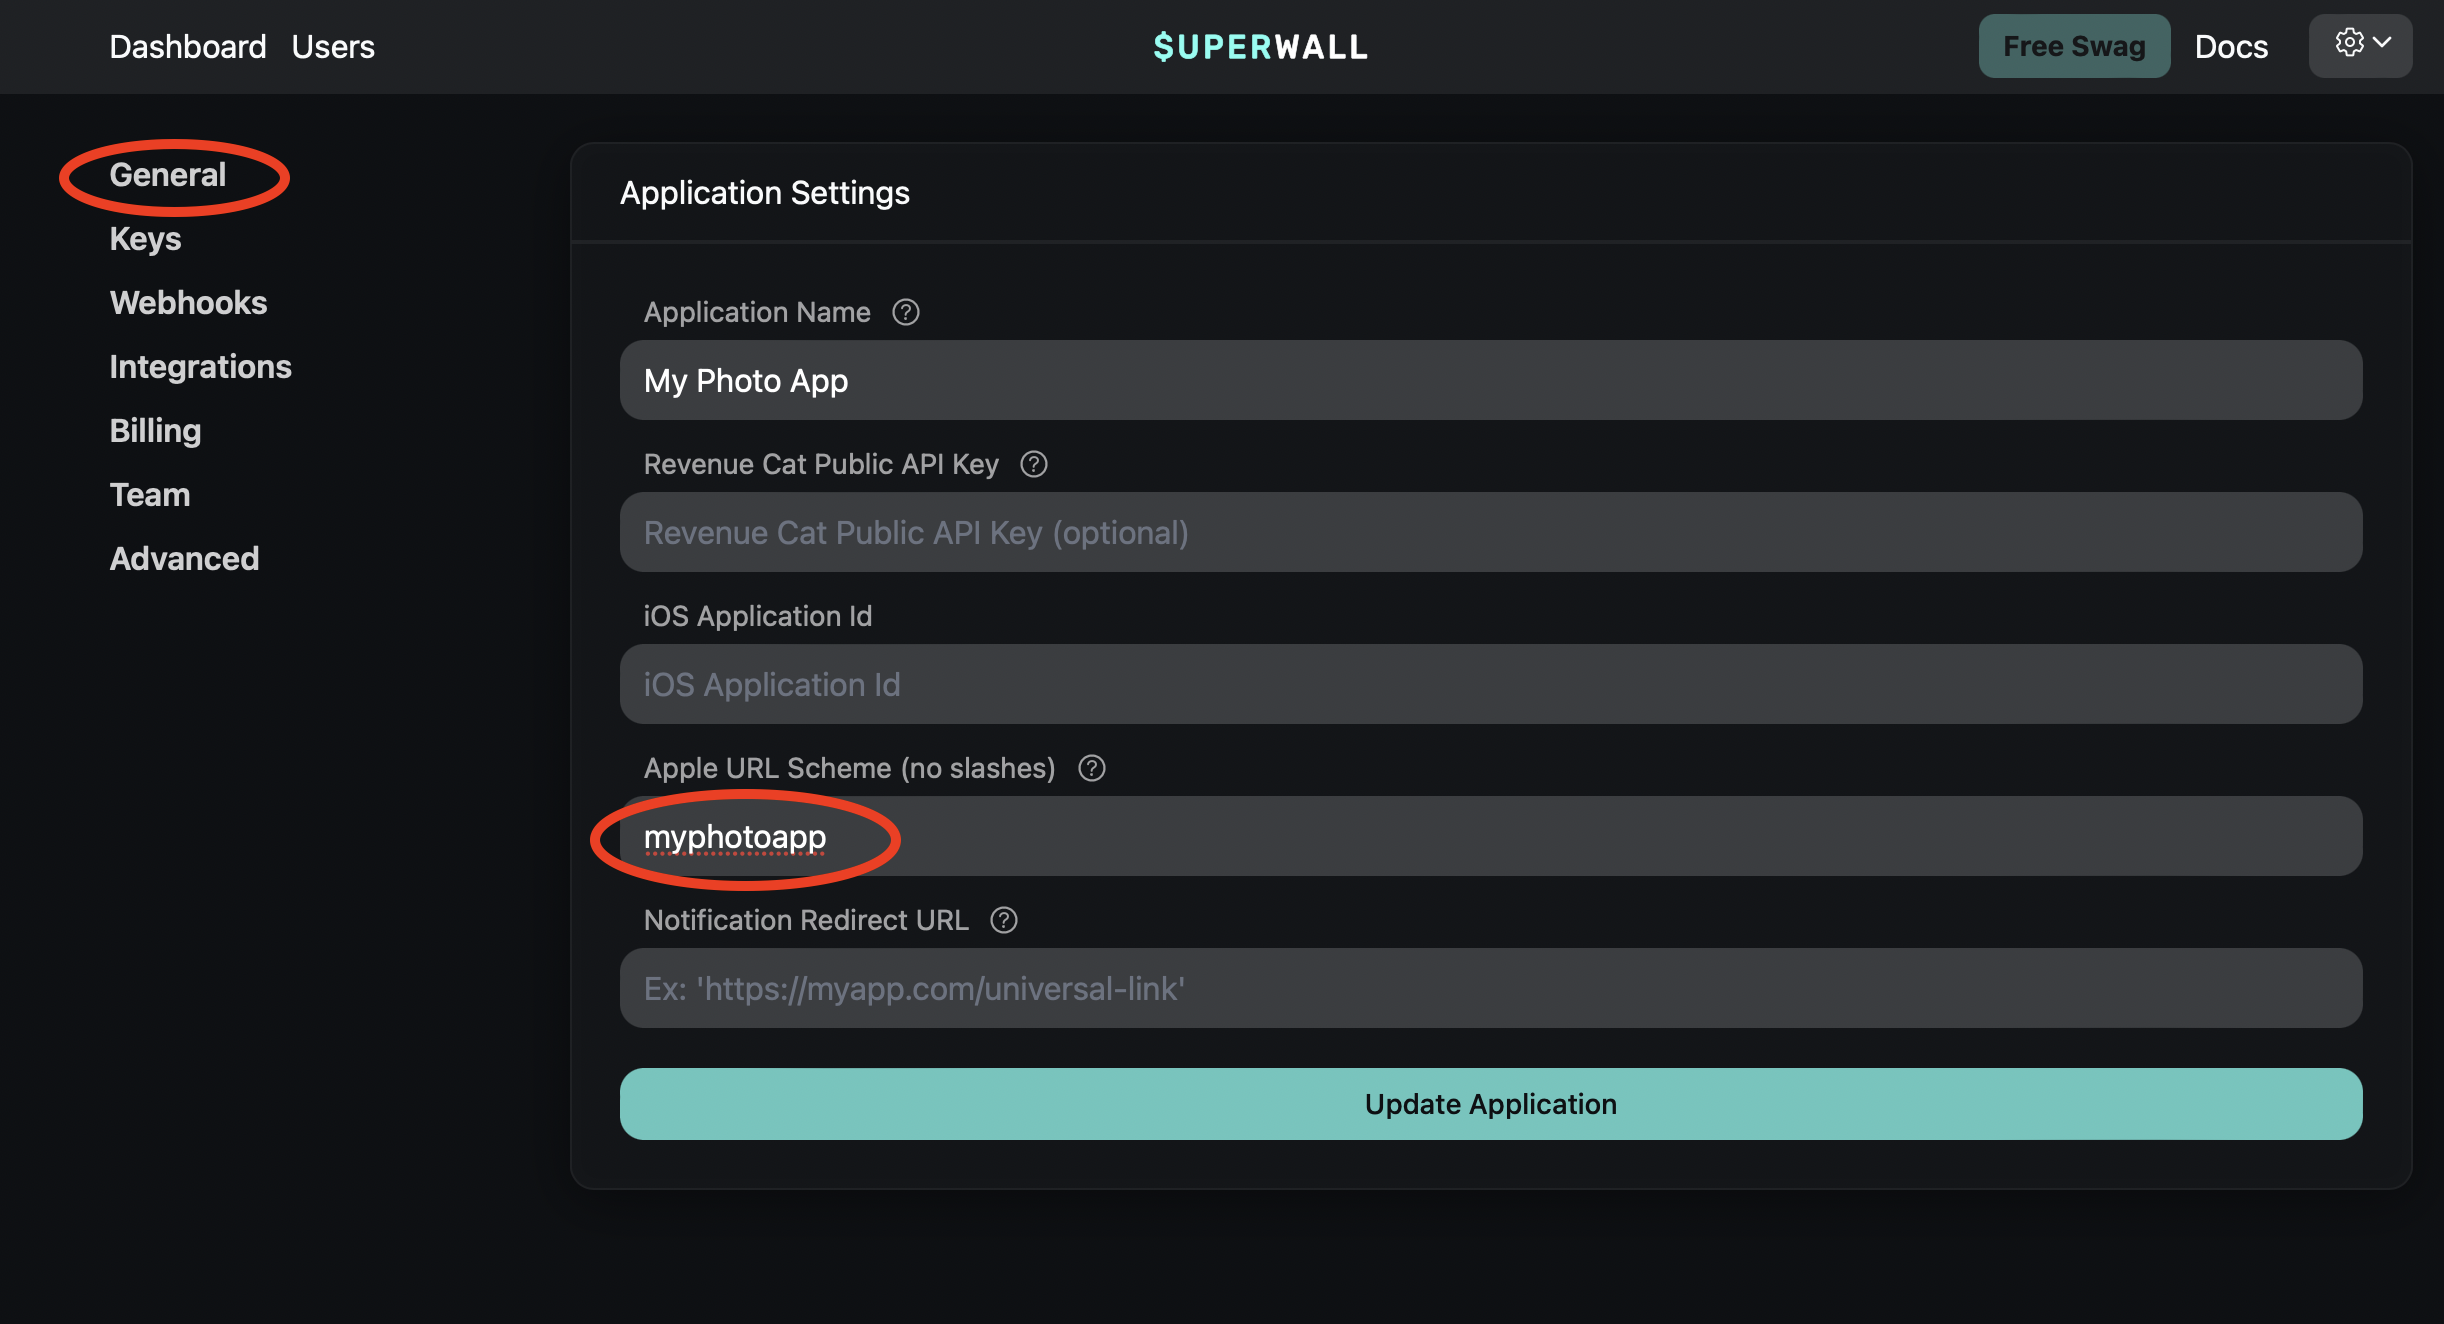 Dashboard Users
$UPERWALL
Free Swag
Docs
General
Keys
Webhooks
Integrations
Billing
Team
Advanced
Application Settings
Application Name ?
My Photo App
Revenue Cat Public API Key ?
Revenue Cat Public API Key (optional)
iOS Application Id
iOS Application Id
Apple URL Scheme (no slashes) ?
myphotoapp
Notification Redirect URL ?
Ex: 'https://myapp.com/universal-link'
Update Application